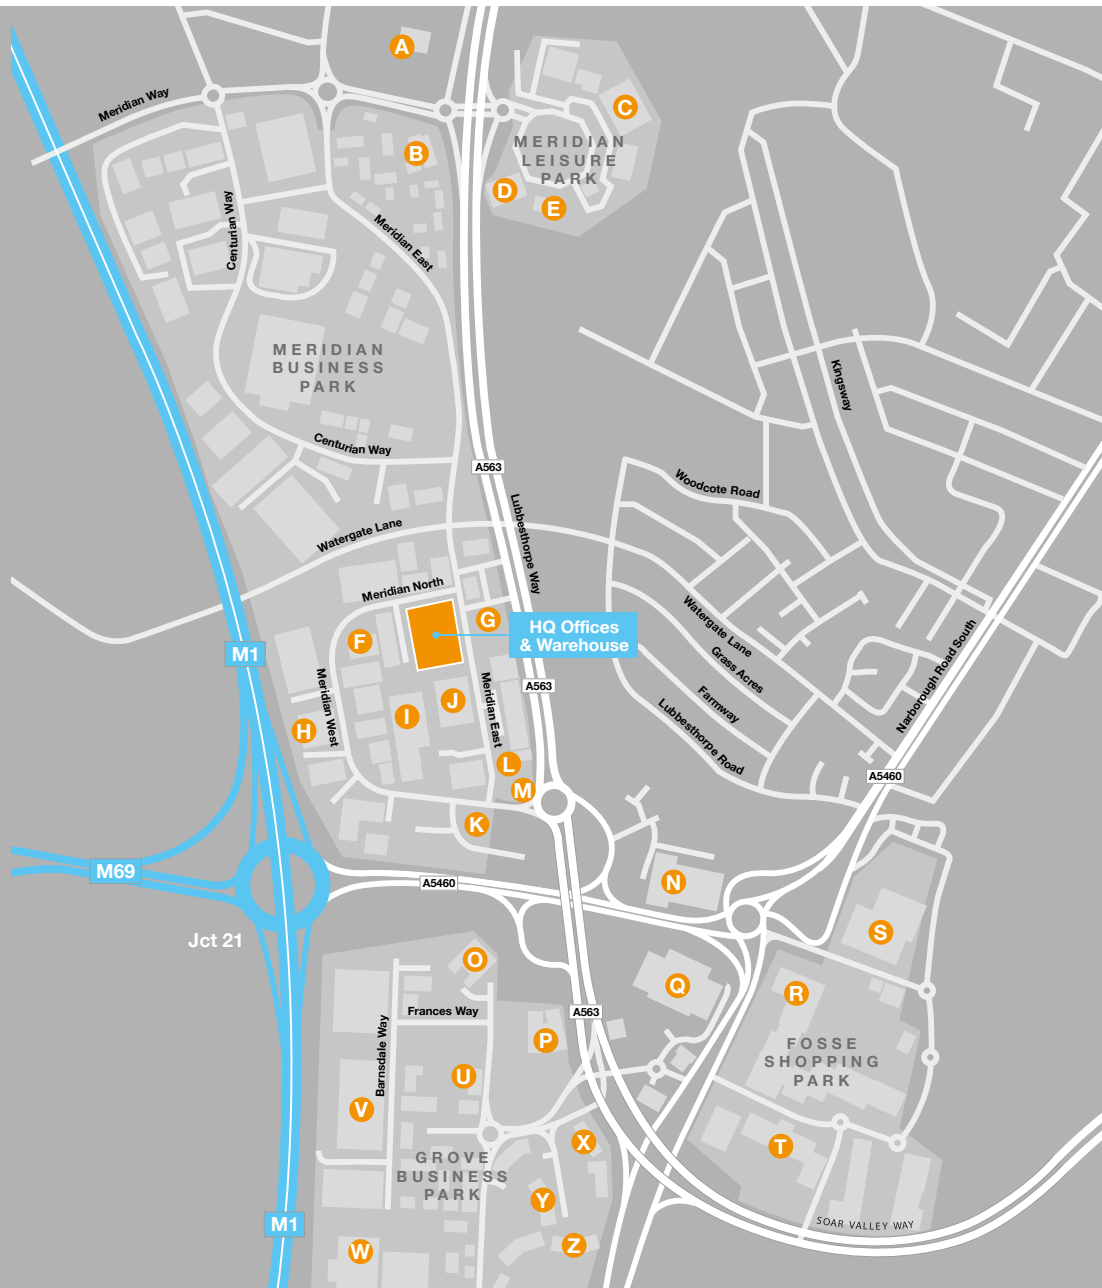 A
Meridian Way
C
B
MERIDIAN
LEISURE
PARK
D
E
Centurian Way
Meridian East
MERIDIAN
BUSINESS
PARK
Kingsway
Centurian Way
A563
Woodcote Road
Lubbesthorpe Way
Watergate Lane
Meridian North
HQ Offices
& Warehouse
G
F
M1
Watergate Lane
Grass Acres
Farmway
Lubbesthorpe Road
Narborough Road South
A563
Meridian West
Meridian East
J
I
H
L
M
A5460
K
M69
A5460
N
Jct 21
S
O
Q
R
Frances Way
A563
Barnsdale Way
P
FOSSE
SHOPPING
PARK
U
V
X
T
GROVE
BUSINESS
PARK
Y
M1
SOAR VALLEY WAY
W
Z